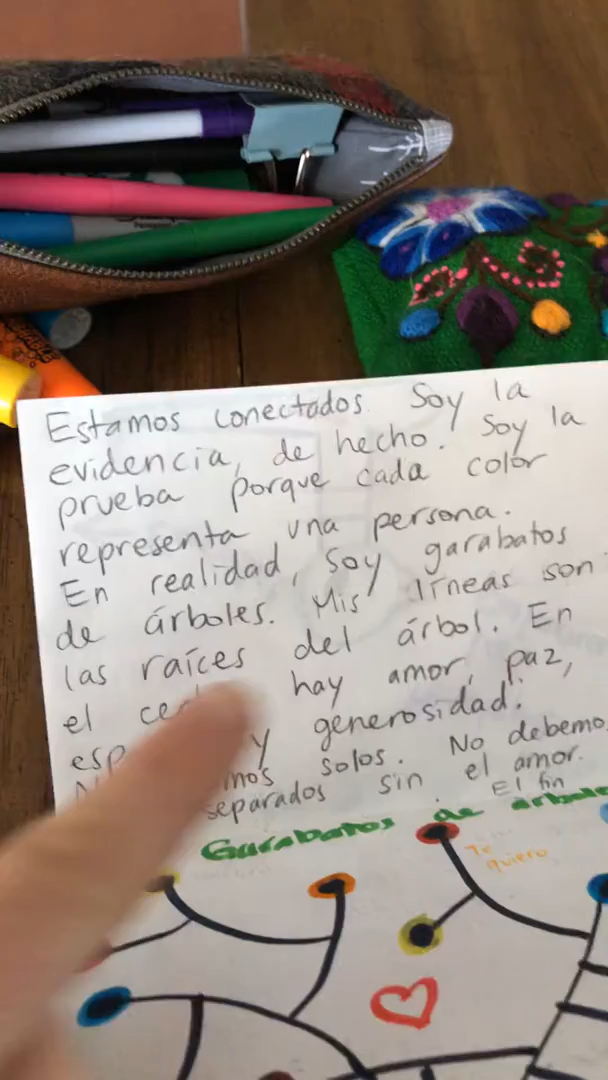 Estamos conectados. Soy la
evidencia, de hecho. Soy la
prueba porque cada color
representa una persona.
En realidad, soy garabatos
de árboles. Mis líneas son
las raíces del árbol. En
el hay amor, paz,
y generosidad.
solos. No debemo
separados sin el amor.
El fin
Garabatos de árbole
Te
quiero